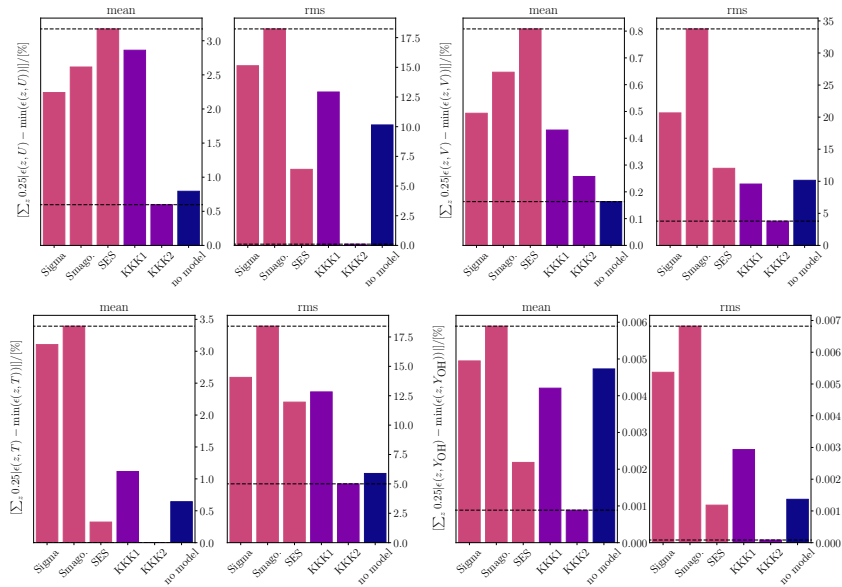 mean
rms
[∑_z 0.25|ϵ(z, U) − min(ϵ(z, U))|]/[%]
3.0
2.5
2.0
1.5
1.0
0.5
0.0
17.5
15.0
12.5
10.0
7.5
5.0
2.5
0.0
Sigma
Smago.
SES
KKK1
KKK2
no model
Sigma
Smago.
SES
KKK1
KKK2
no model
mean
rms
[∑_z 0.25|ϵ(z, V) − min(ϵ(z, V))|]/[%]
0.8
0.7
0.6
0.5
0.4
0.3
0.2
0.1
0.0
35
30
25
20
15
10
5
0
Sigma
Smago.
SES
KKK1
KKK2
no model
Sigma
Smago.
SES
KKK1
KKK2
no model
mean
rms
[∑_z 0.25|ϵ(z, T) − min(ϵ(z, T))|]/[%]
3.5
3.0
2.5
2.0
1.5
1.0
0.5
0.0
17.5
15.0
12.5
10.0
7.5
5.0
2.5
0.0
Sigma
Smago.
SES
KKK1
KKK2
no model
Sigma
Smago.
SES
KKK1
KKK2
no model
mean
rms
[∑_z 0.25|ϵ(z, Y_OH) − min(ϵ(z, Y_OH))|]/[%]
0.006
0.005
0.004
0.003
0.002
0.001
0.000
0.007
0.006
0.005
0.004
0.003
0.002
0.001
0.000
Sigma
Smago.
SES
KKK1
KKK2
no model
Sigma
Smago.
SES
KKK1
KKK2
no model